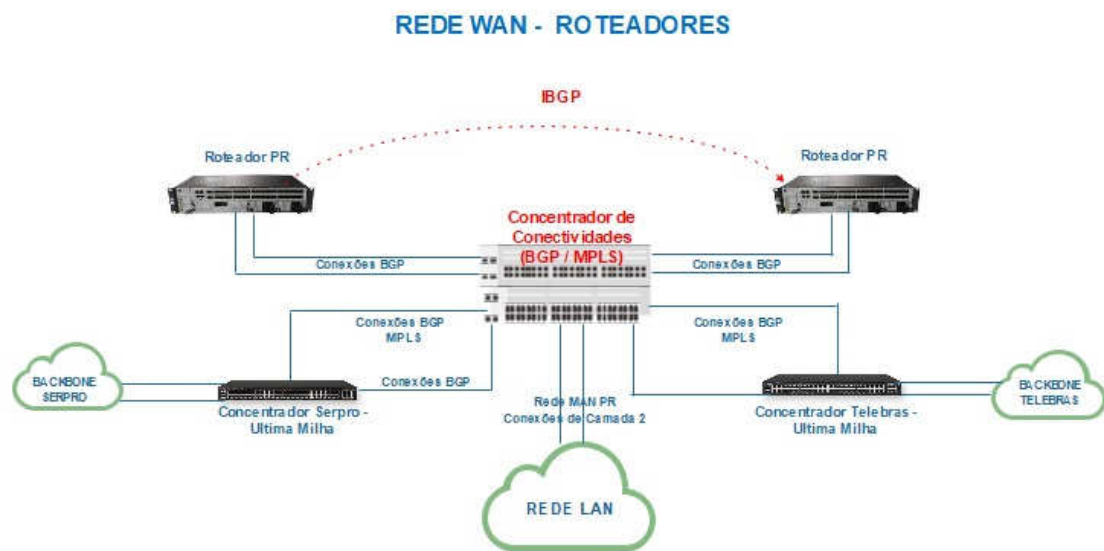 REDE WAN - ROTEADORES
IBGP
Roteador PR
Roteador PR
Concentrador de
Conectividades
(BGP / MPLS)
Conexões BGP
Conexões BGP
Conexões BGP
MPLS
Conexões BGP
MPLS
BACKBONE
SERPRO
Conexões BGP
BACKBONE
TELEBRAS
Concentrador Serpro -
Ultima Milha
Rede MAN PR
Conexões de Camada 2
Concentrador Telebras -
Ultima Milha
REDE LAN